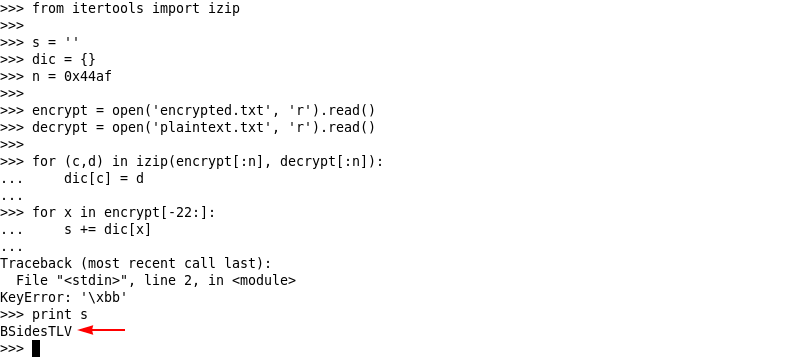 >>> from itertools import izip
>>>
>>> s = ''
>>> dic = {}
>>> n = 0x44af
>>>
>>> encrypt = open('encrypted.txt', 'r').read()
>>> decrypt = open('plaintext.txt', 'r').read()
>>>
>>> for (c,d) in izip(encrypt[:n], decrypt[:n]):
...     dic[c] = d
...
>>> for x in encrypt[-22:]:
...     s += dic[x]
...
Traceback (most recent call last):
  File "<stdin>", line 2, in <module>
KeyError: '\xbb'
>>> print s
BSidesTLV
>>>